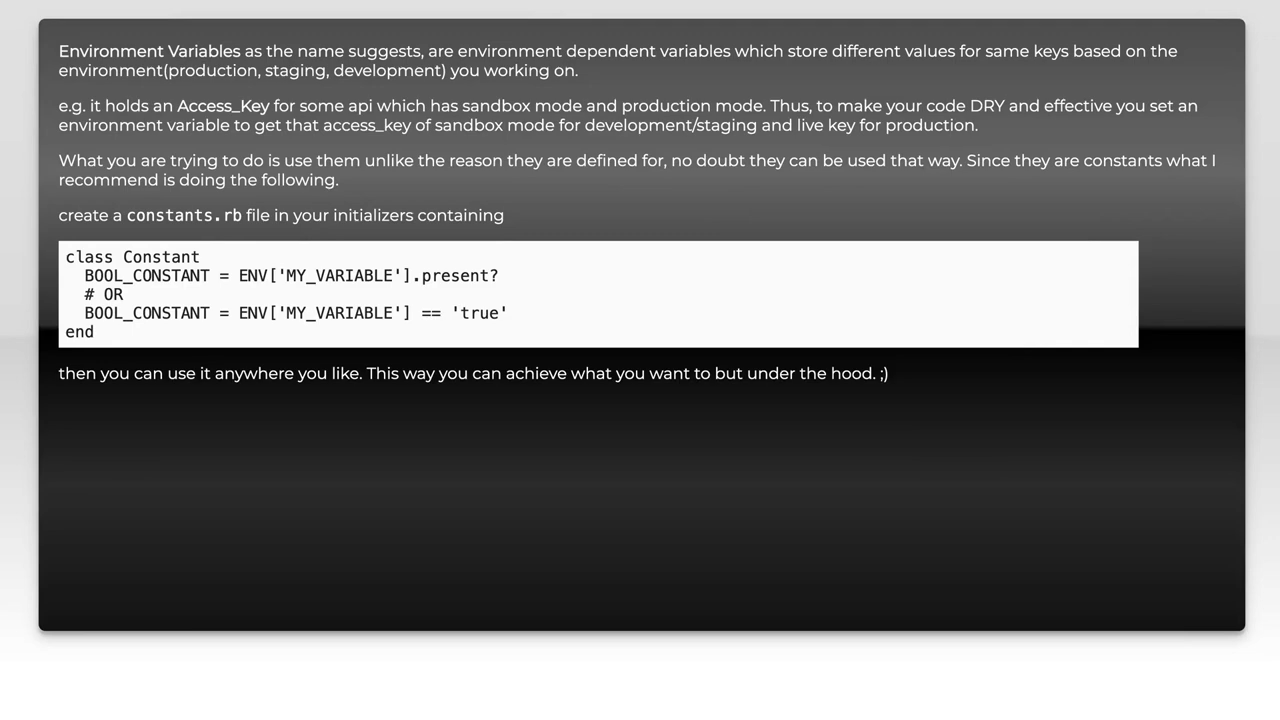 Environment Variables as the name suggests, are environment dependent variables which store different values for same keys based on the
environment(production, staging, development) you working on.
e.g. it holds an Access_Key for some api which has sandbox mode and production mode. Thus, to make your code DRY and effective you set an
environment variable to get that access_key of sandbox mode for development/staging and live key for production.
What you are trying to do is use them unlike the reason they are defined for, no doubt they can be used that way. Since they are constants what I
recommend is doing the following.
create a constants.rb file in your initializers containing
class Constant
  BOOL_CONSTANT = ENV['MY_VARIABLE'].present?
  # OR
  BOOL_CONSTANT = ENV['MY_VARIABLE'] == 'true'
end
then you can use it anywhere you like. This way you can achieve what you want to but under the hood. ;)